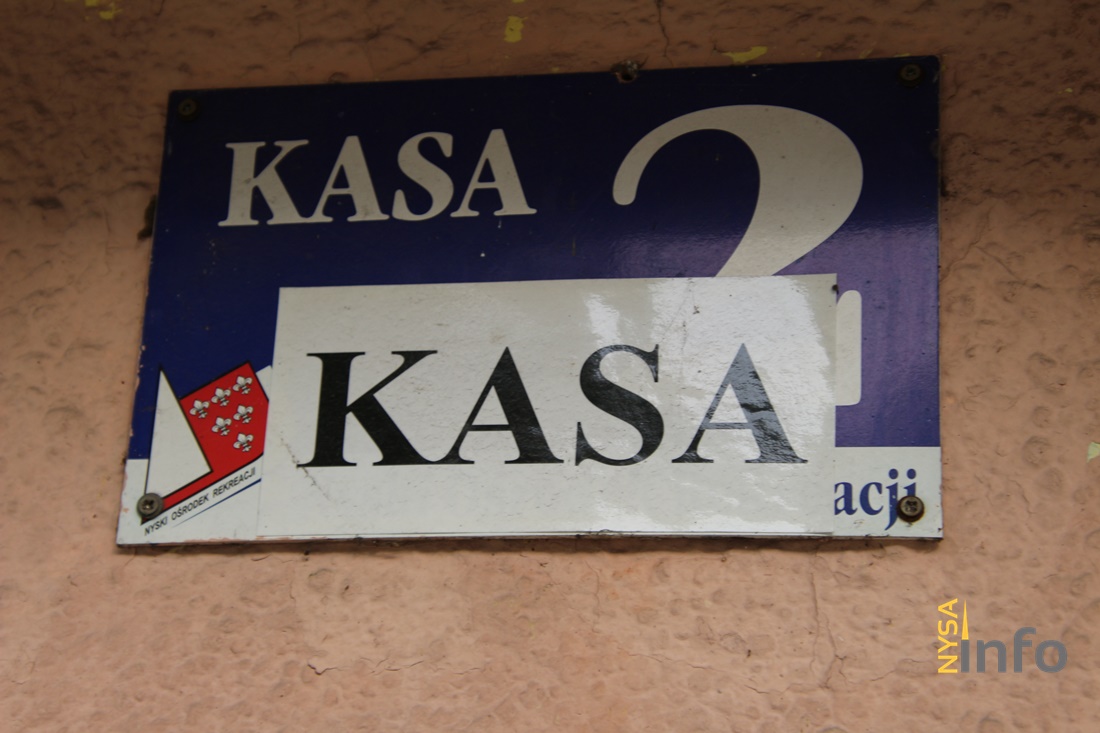 KASA 2
KASA
NYSKI OŚRODEK REKREACJI
acji
NYSA
info